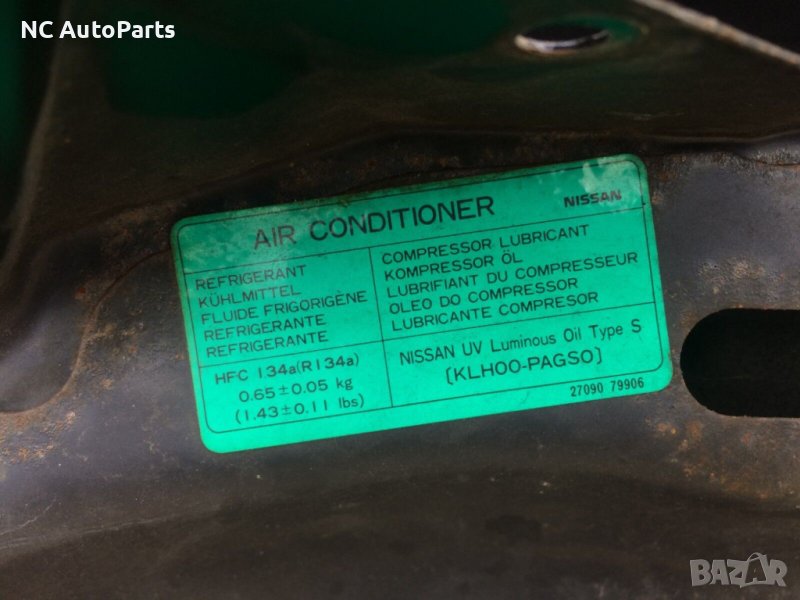 NC AutoParts
AIR CONDITIONER
NISSAN
REFRIGERANT
KÜHLMITTEL
FLUIDE FRIGORIGÈNE
REFRIGERANTE
REFRIGERANTE
COMPRESSOR LUBRICANT
KOMPRESSOR ÖL
LUBRIFIANT DU COMPRESSEUR
OLEO DO COMPRESSOR
LUBRICANTE COMPRESOR
HFC 134a(R134a)
0.65±0.05 kg
(1.43±0.11 lbs)
NISSAN UV Luminous Oil Type S
[KLH00-PAGS0]
27090 79906
BAZAR